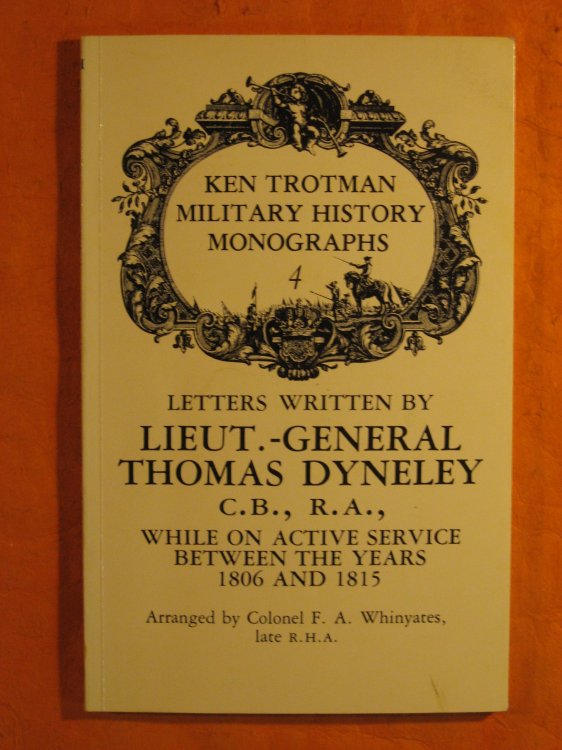 KEN TROTMAN
MILITARY HISTORY
MONOGRAPHS
4
LETTERS WRITTEN BY
LIEUT.-GENERAL
THOMAS DYNELEY
C.B., R.A.,
WHILE ON ACTIVE SERVICE
BETWEEN THE YEARS
1806 AND 1815
Arranged by Colonel F. A. Whinyates,
late R.H.A.